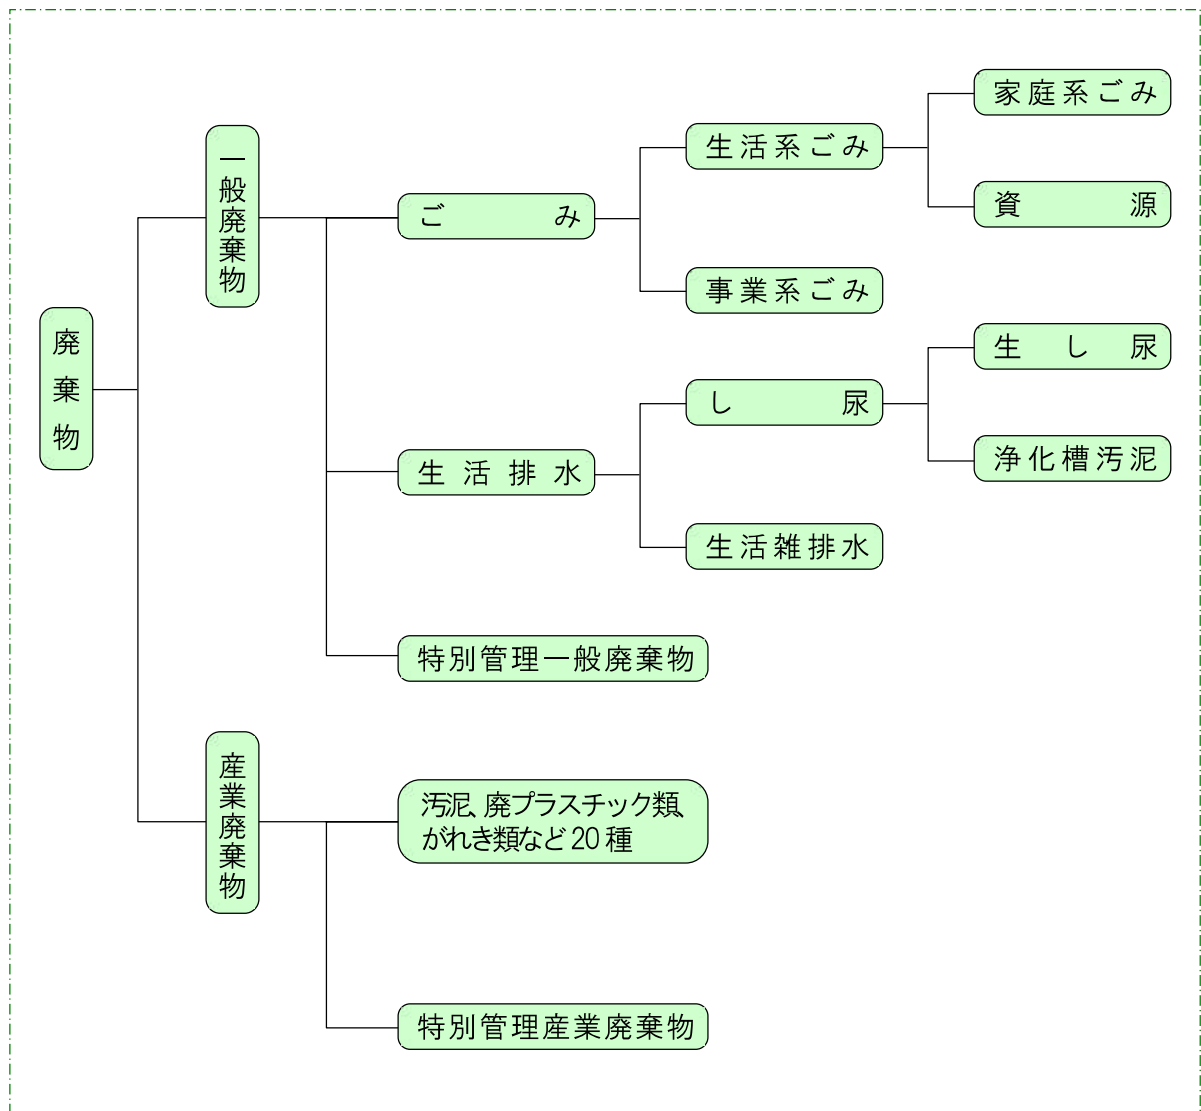 廃棄物
一般廃棄物
ごみ
生活系ごみ
家庭系ごみ
資源
事業系ごみ
生活排水
し尿
生し尿
浄化槽汚泥
生活雑排水
特別管理一般廃棄物
産業廃棄物
汚泥、廃プラスチック類、
がれき類など20種
特別管理産業廃棄物